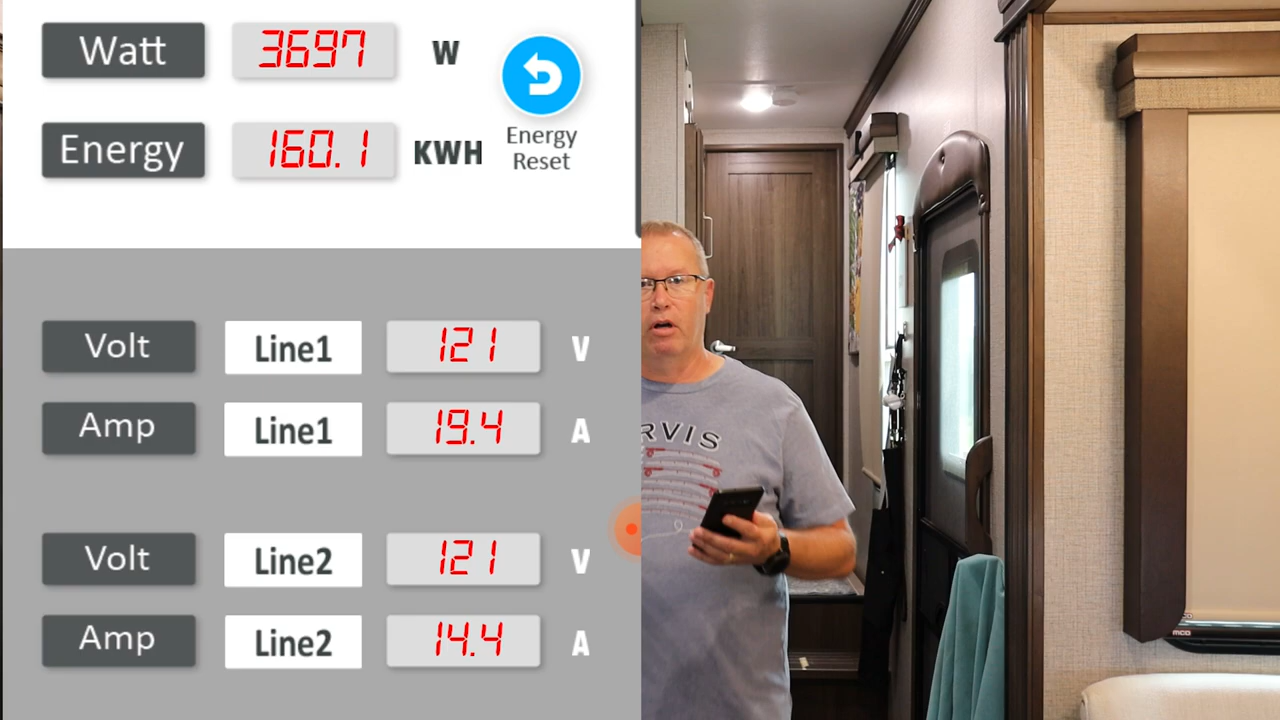 Watt 3697 W
Energy 160.1 KWH
Energy
Reset
Volt Line1 121 V
Amp Line1 19.4 A
Volt Line2 121 V
Amp Line2 14.4 A
RVIS